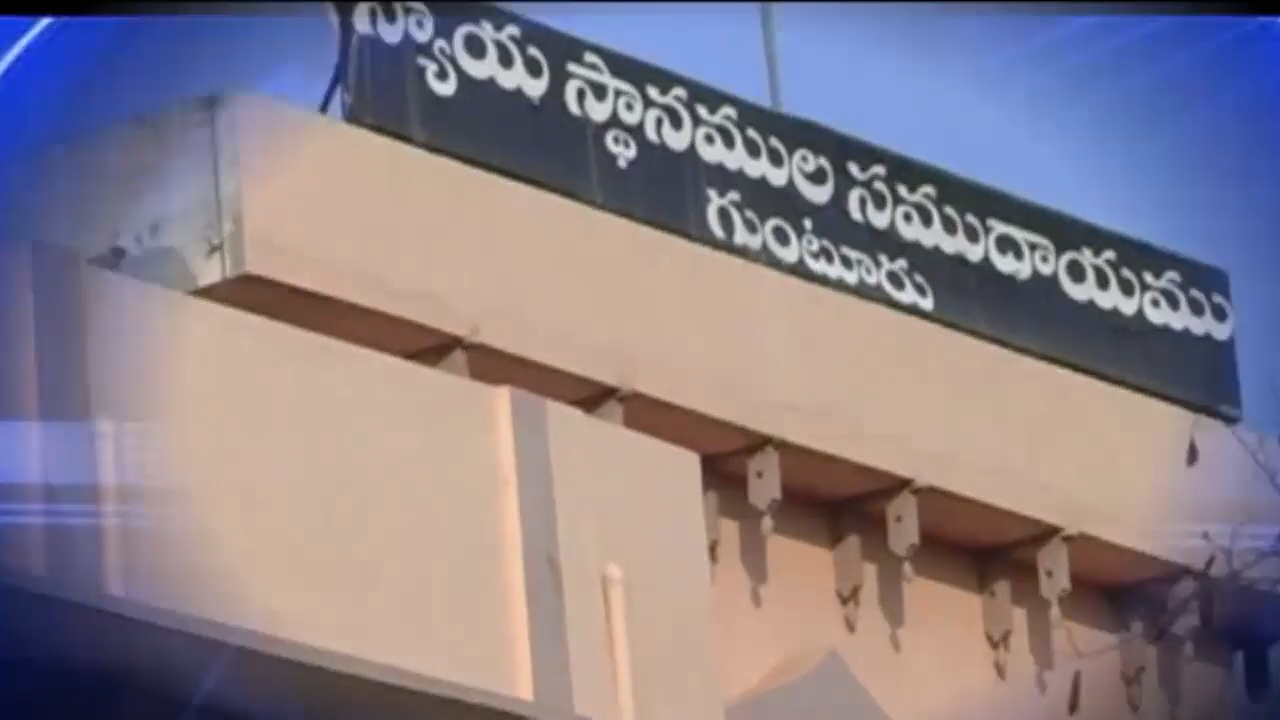 న్యాయ స్థానముల సముదాయము
గుంటూరు